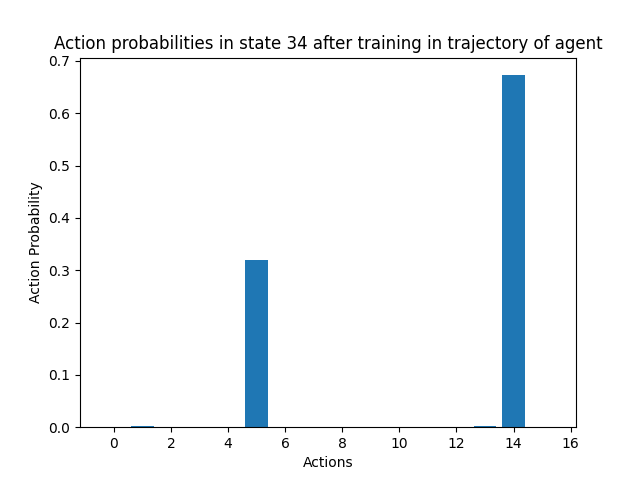 Action probabilities in state 34 after training in trajectory of agent
0.7
0.6
0.5
0.4
0.3
0.2
0.1
0.0
Action Probability
0 2 4 6 8 10 12 14 16
Actions